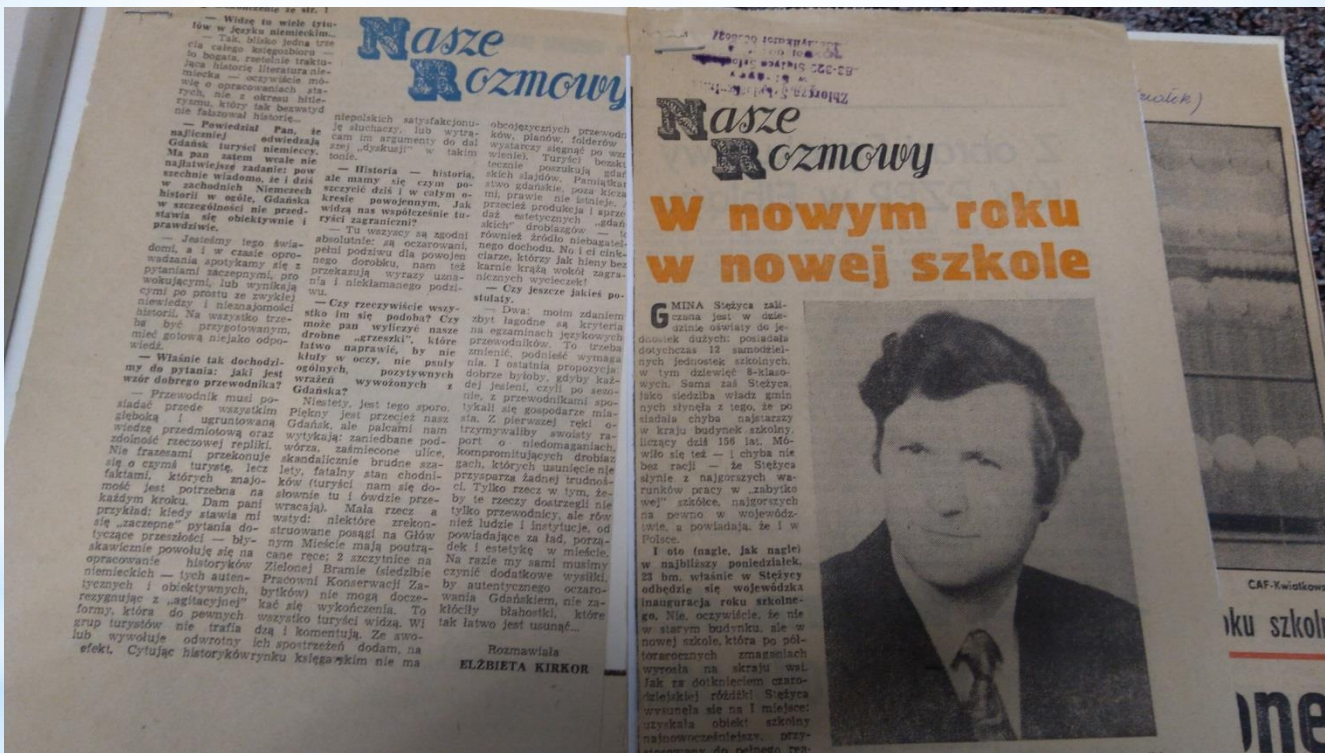 — Widzę tu wiele tytu-
łów w języku niemieckim...
— Tak, blisko jedna trze
cia całego księgozbioru —
to bogata, rzetelnie traktu-
jąca historię literatura nie-
miecka — oczywiście mó-
wię o opracowaniach sta-
rych, nie z okresu hitle-
ryzmu, który tak bezwstyd
nie fałszował historię...
— Powiedział Pan, że
najliczniej odwiedzają
Gdańsk turyści niemieccy.
Ma pan zatem wcale nie
najłatwiejsze zadanie: pow
szechnie wiadomo, że i dziś
w zachodnich Niemczech
historii w ogóle, Gdańska
w szczególności nie przed-
stawia się obiektywnie i
prawdziwie.
— Jesteśmy tego świa-
domi, a i w czasie opro-
wadzania spotykamy się z
pytaniami zaczepnymi, pro
wokującymi, lub wynikają
cymi po prostu ze zwykłej
niewiedzy i nieznajomości
historii. Na wszystko trze-
ba być przygotowanym,
mieć gotową niejako odpo-
wiedź.
— Właśnie tak dochodzi-
my do pytania: jaki jest
wzór dobrego przewodnika?
— Przewodnik musi po-
siadać przede wszystkim
głęboką i ugruntowaną
wiedzę przedmiotową oraz
zdolność rzeczowej repliki.
Nie frazesami przekonuje
się o czymś turystę, lecz
faktami, których znajo-
mość jest potrzebna na
każdym kroku. Dam pani
przykład: kiedy stawia mi
się „zaczepne” pytania do-
tyczące przeszłości — bły-
skawicznie powołuję się na
opracowanie historyków
niemieckich — tych auten-
tycznych i obiektywnych,
rezygnując z „agitacyjnej”
formy, która do pewnych
grup turystów nie trafia
lub wywołuje odwrotny
efekt. Cytując historyków
Nasze
Rozmowy
niepolskich satysfakcjonu-
ję słuchaczy, lub wytrą-
cam im argumenty do dal
szej „dyskusji” w takim
tonie.
— Historia — historią,
ale mamy się czym po-
szczycić dziś i w całym o-
kresie powojennym. Jak
widzą nas współcześnie tu-
ryści zagraniczni?
— Tu wszyscy są zgodni
absolutnie: są oczarowani,
pełni podziwu dla powojen
nego dorobku, nam też
przekazują wyrazy uzna-
nia i niekłamanego podzi-
wu.
— Czy rzeczywiście wszy-
stko im się podoba? Czy
może pan wyliczyć nasze
drobne „grzeszki”, które
łatwo naprawić, by nie
kłuły w oczy, nie psuły
ogólnych, pozytywnych
wrażeń wywożonych z
Gdańska?
Niestety, jest tego sporo.
Piękny jest przecież nasz
Gdańsk, ale palcami nam
wytykają: zaniedbane pod-
wórza, zaśmiecone ulice,
skandalicznie brudne sza-
lety, fatalny stan chodni-
ków (turyści nam się do-
słownie tu i ówdzie prze-
wracają). Mała rzecz a
wstyd: niektóre zrekon-
struowane posągi na Głów
nym Mieście mają poutrą-
cane ręce; 2 szczytnice na
Zielonej Bramie (siedzibie
Pracowni Konserwacji Za-
bytków) nie mogą docze-
kać się wykończenia. To
wszystko turyści widzą. Wi
dzą i komentują. Ze swo-
ich spostrzeżeń dodam, na
rynku księgarskim nie ma
obcojęzycznych przewodni
ków, planów, folderów
wystarczy sięgnąć po wzo
wienie). Turyści bezsku
tecznie poszukują gdań
skich slajdów. Pamiątkar
stwo gdańskie, poza kicza
mi, prawie nie istnieje.
przecież produkcja i sprze
daż estetycznych „gdań
skich” drobiazgów — to
również źródło niebagatel-
nego dochodu. No i ci cink-
ciarze, którzy jak hieny bez
karnie krążą wokół zagra-
nicznych wycieczek!
— Czy jeszcze jakieś po-
stulaty.
— Dwa: moim zdaniem
zbyt łagodne są kryteria
na egzaminach językowych
przewodników. To trzeba
zmienić, podnieść wymaga
nia. I ostatnia propozycja:
dobrze byłoby, gdyby każ-
dej jesieni, czyli po sezo-
nie, z przewodnikami spo-
tykali się gospodarze mia-
sta. Z pierwszej ręki o-
trzymywaliby swoisty ra-
port o niedomaganiach,
kompromitujących drobiaz
gach, których usunięcie nie
przysparza żadnej trudnoś-
ci. Tylko rzecz w tym, że-
by te rzeczy dostrzegli nie
tylko przewodnicy, ale rów
nież ludzie i instytucje, od
powiadające za ład, porzą-
dek i estetykę w mieście.
Na razie my sami musimy
czynić dodatkowe wysiłki,
by autentycznego oczaro-
wania Gdańskiem, nie za-
kłóciły błahostki, które
tak łatwo jest usunąć...
Rozmawiała
ELŻBIETA KIRKOR
Nasze
Rozmowy
W nowym roku
w nowej szkole
GMINA Stężyca zali-
czana jest w dzie-
dzinie oświaty do je-
dnostek dużych: posiadała
dotychczas 12 samodziel-
nych jednostek szkolnych,
w tym dziewięć 8-klaso-
wych. Sama zaś Stężyca,
jako siedziba władz gmin
nych słynęła z tego, że po
siadała chyba najstarszy
w kraju budynek szkolny,
liczący dziś 156 lat. Mó-
wiło się też — i chyba nie
bez racji — że Stężyca
słynie z najgorszych wa-
runków pracy w „zabytko
wej” szkółce, najgorszych
na pewno w wojewódz-
twie, a powiadają, że i w
Polsce.
I oto (nagle, jak nagle)
w najbliższy poniedziałek,
23 bm. właśnie w Stężycy
odbędzie się wojewódzka
inauguracja roku szkolne-
go. Nie, oczywiście, że nie
w starym budynku, ale w
nowej szkole, która po pół-
torarocznych zmaganiach
wyrosła na skraju wsi.
Jak za dotknięciem czaro-
dziejskiej różdżki Stężyca
wysunęła się na I miejsce:
uzyskała obiekt szkolny
najnowocześniejszy, przy-
CAF-Kwiatkows
oku szkoln
one